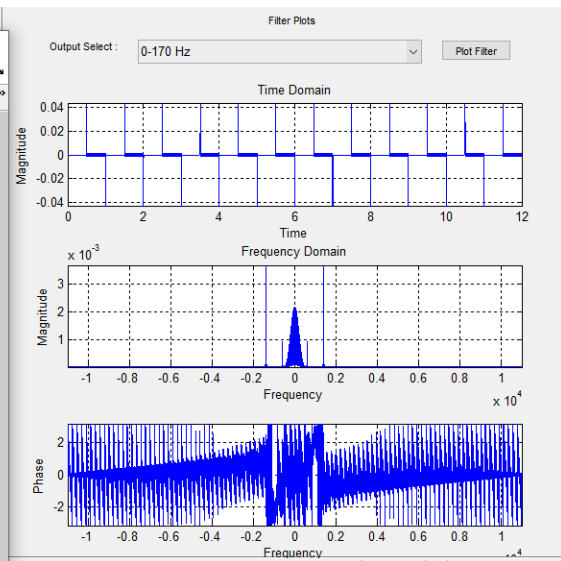 Filter Plots
Output Select :
0-170 Hz
Plot Filter
»
Time Domain
Magnitude
0.04
0.02
0
-0.02
-0.04
0 2 4 6 8 10 12
Time
Frequency Domain
x 10^-3
Magnitude
3
2
1
-1 -0.8 -0.6 -0.4 -0.2 0 0.2 0.4 0.6 0.8 1
Frequency
x 10^4
Phase
2
0
-2
-1 -0.8 -0.6 -0.4 -0.2 0 0.2 0.4 0.6 0.8 1
Frequency